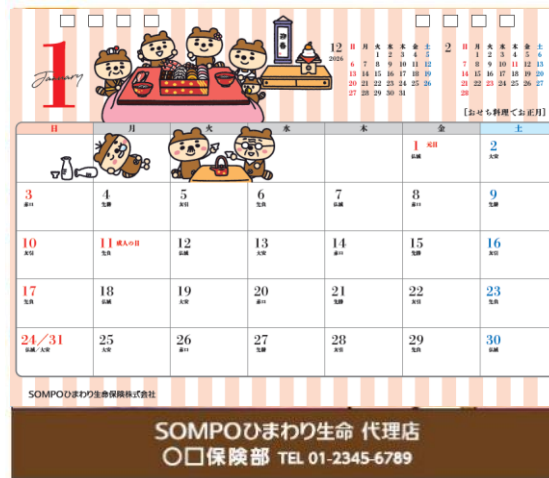 1
January
迎春
12
2026
日 月 火 水 木 金 土
1 2 3 4 5
6 7 8 9 10 11 12
13 14 15 16 17 18 19
20 21 22 23 24 25 26
27 28 29 30 31
2
日 月 火 水 木 金 土
1 2 3 4 5 6
7 8 9 10 11 12 13
14 15 16 17 18 19 20
21 22 23 24 25 26 27
28
[おせち料理でお正月]
日 月 火 水 木 金 土
1 元日 2
仏滅 大安
3 4 5 6 7 8 9
赤口 先勝 友引 先負 仏滅 赤口 先勝
10 11 成人の日 12 13 14 15 16
友引 先負 仏滅 大安 赤口 先勝 友引
17 18 19 20 21 22 23
先負 仏滅 大安 赤口 先勝 友引 先負
24/31 25 26 27 28 29 30
仏滅/大安 大安 赤口 先勝 友引 先負 仏滅
SOMPOひまわり生命保険株式会社
SOMPOひまわり生命 代理店
〇□保険部 TEL 01-2345-6789